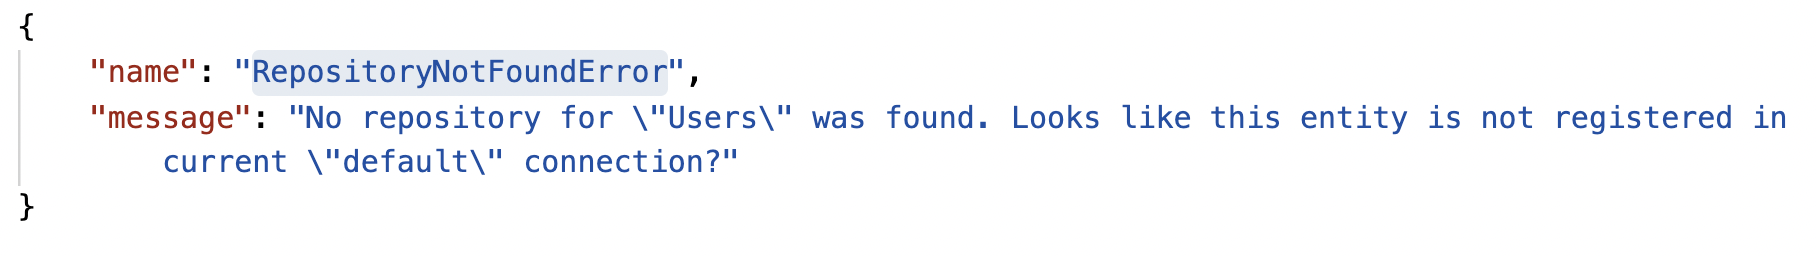 {
"name": "RepositoryNotFoundError",
"message": "No repository for \"Users\" was found. Looks like this entity is not registered in
current \"default\" connection?"
}